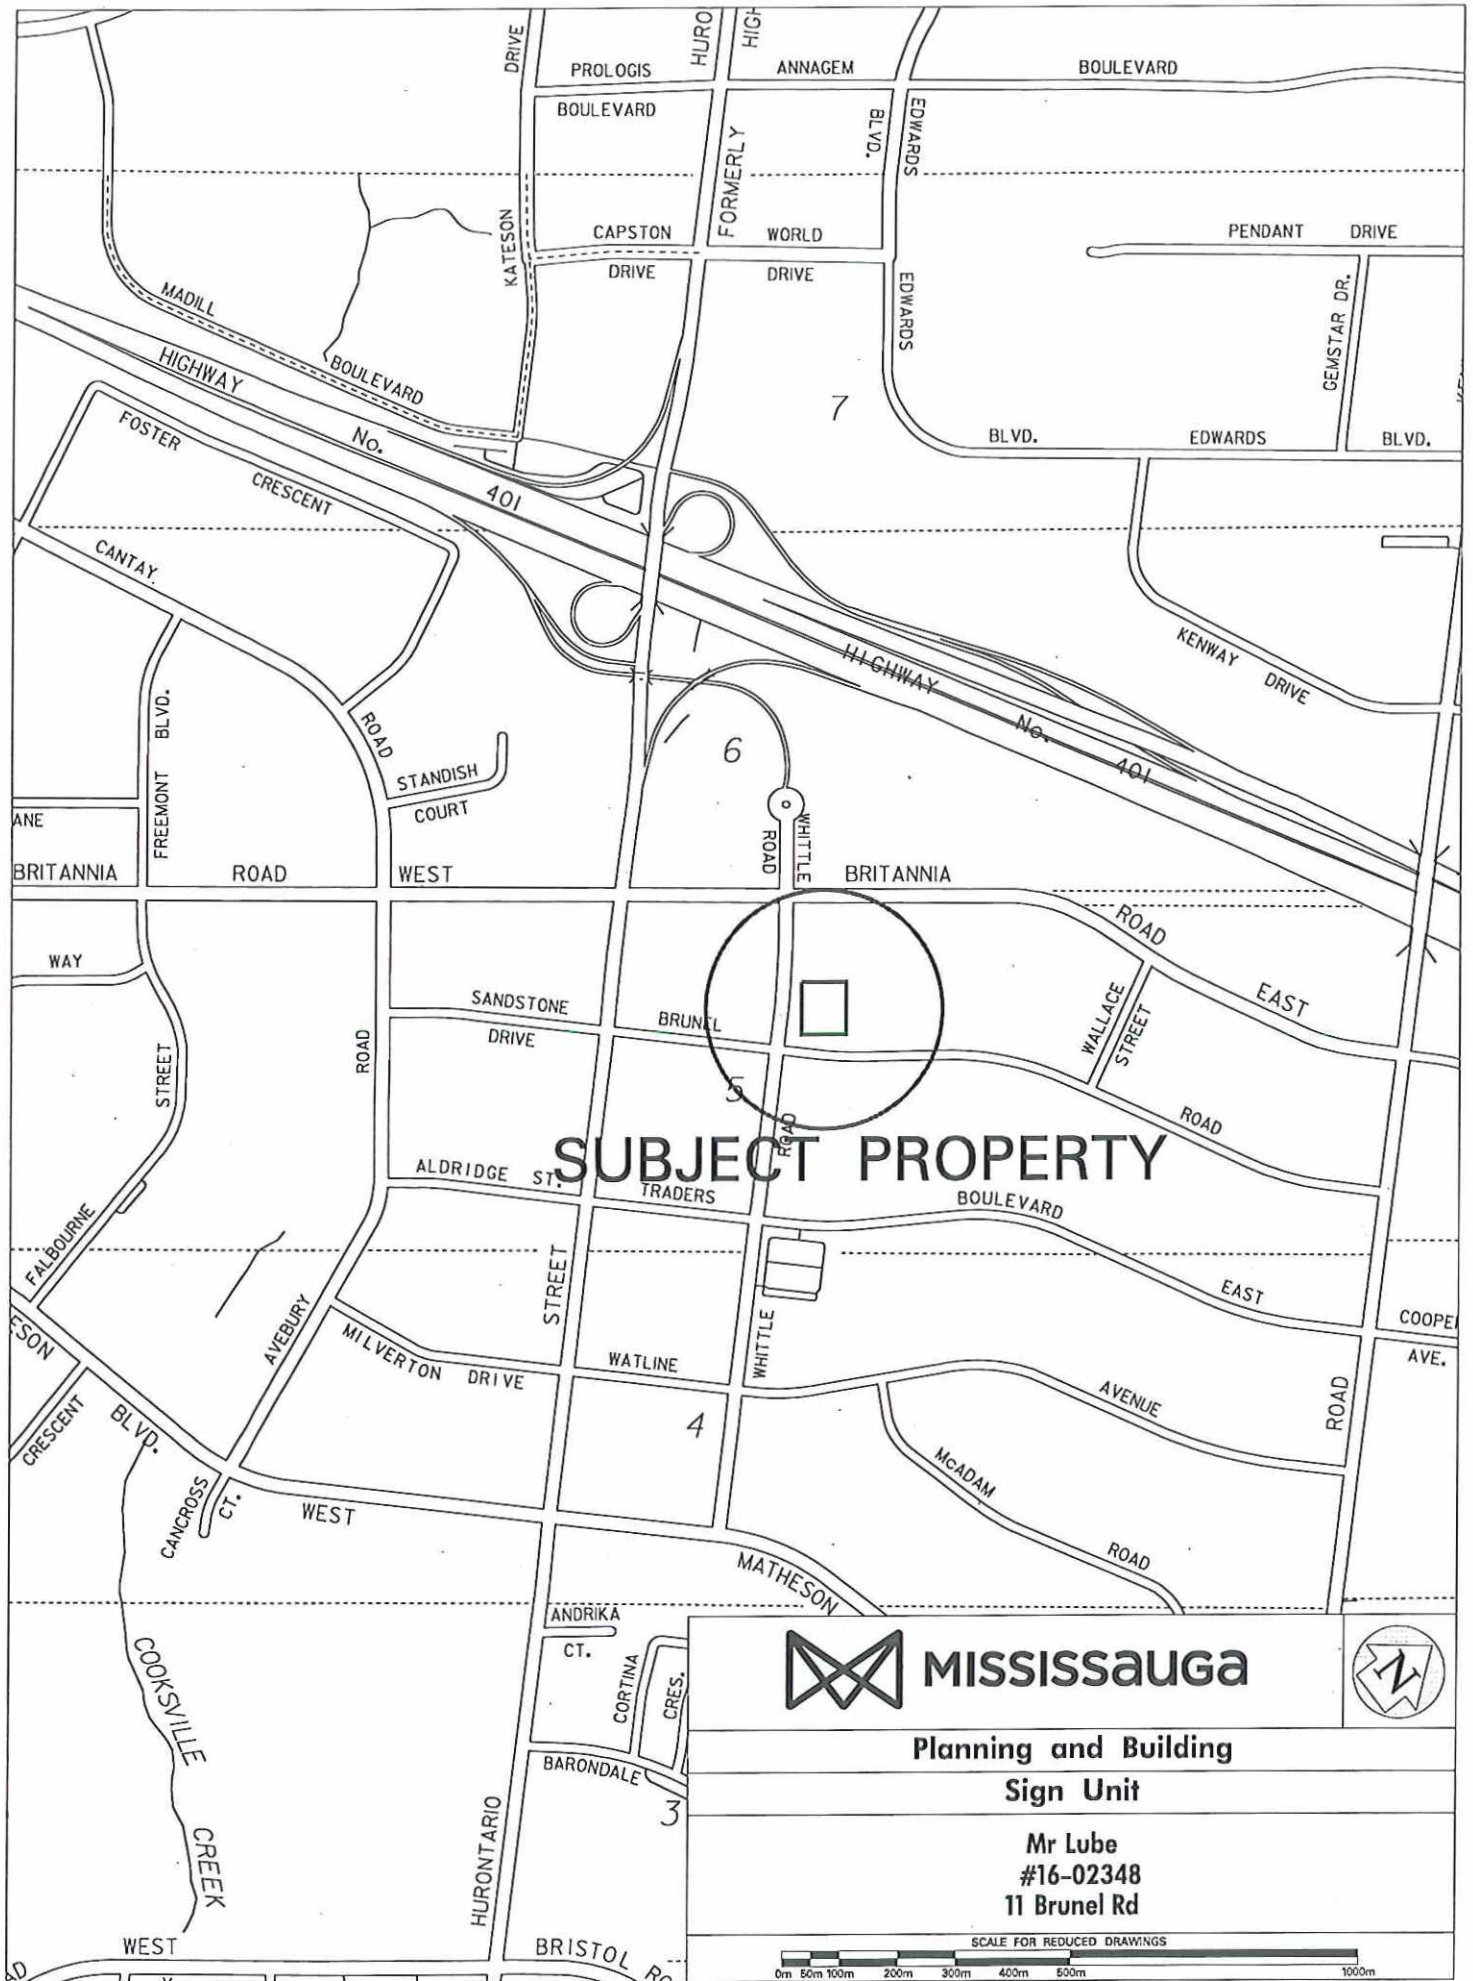 DRIVE
HURO
HIGH
PROLOGIS
BOULEVARD
ANNAGEM
BOULEVARD
BLVD.
EDWARDS
FORMERLY
KATESON
CAPSTON
DRIVE
WORLD
DRIVE
PENDANT DRIVE
EDWARDS
GEMSTAR DR.
MADILL
BOULEVARD
HIGHWAY
No.
401
7
BLVD.
EDWARDS
BLVD.
FOSTER
CRESCENT
CANTAY
ROAD
KENWAY
DRIVE
HIGHWAY
No.
401
FREEMONT BLVD.
STANDISH
COURT
6
ROAD
WHITTLE
ANE
BRITANNIA
ROAD
WEST
BRITANNIA
ROAD
EAST
WAY
STREET
ROAD
SANDSTONE
DRIVE
BRUNEL
WALLACE
STREET
ROAD
5
ROAD
SUBJECT PROPERTY
ALDRIDGE ST.
TRADERS
BOULEVARD
EAST
FALBOURNE
STREET
AVEBURY
MILVERTON DRIVE
WATLINE
WHITTLE
AVENUE
COOPE
AVE.
ROAD
ESON
BLVD.
CRESCENT
CANCROSS
CT.
WEST
4
McADAM
ROAD
MATHESON
ANDRIKA
CT.
CORTINA
CRES.
BARONDALE
3
COOKSVILLE
CREEK
HURONTARIO
WEST
BRISTOL
RO
D
MISSISSauGa
N
Planning and Building
Sign Unit
Mr Lube
#16-02348
11 Brunel Rd
SCALE FOR REDUCED DRAWINGS
0m 50m 100m 200m 300m 400m 500m 1000m